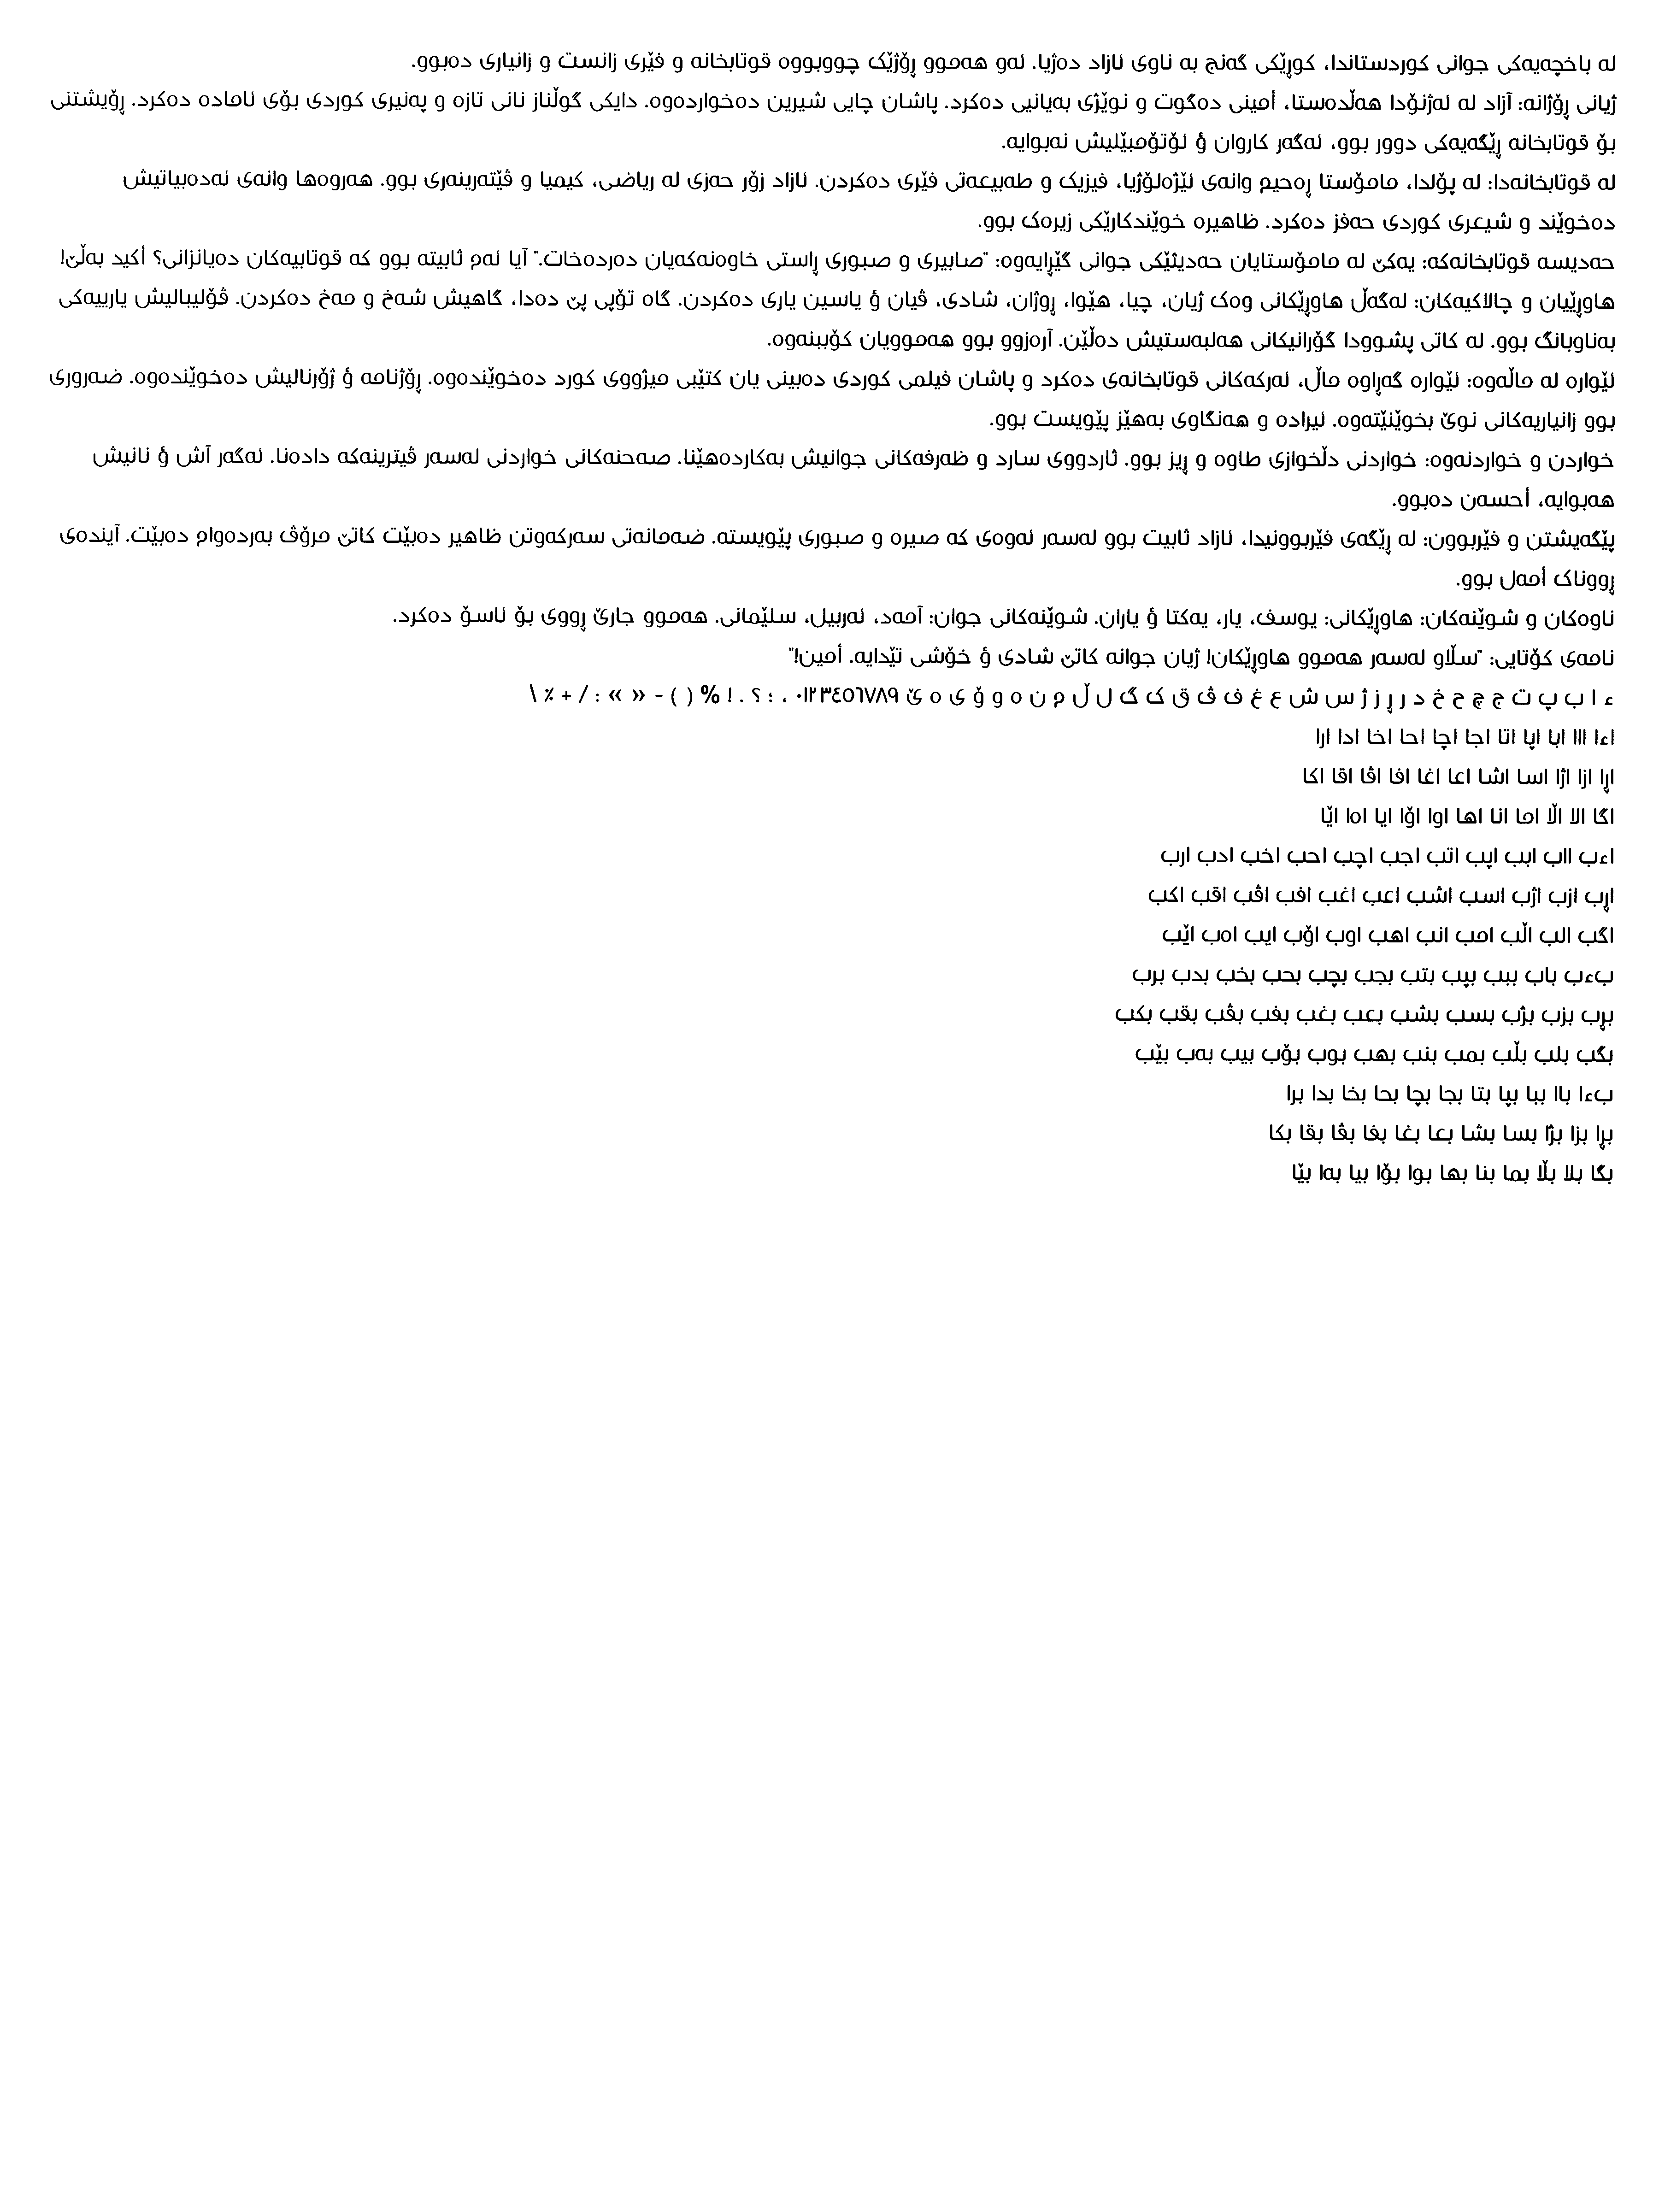 لە باخچەیەکی جوانی کوردستاندا، کوڕێکی گەنج بە ناوی ئازاد دەژیا. ئەو هەموو ڕۆژێک چووبووە قوتابخانە و فێری زانست و زانیاری دەبوو.
ژیانی ڕۆژانە: آزاد لە ئەژنۆدا هەڵدەستا، أمینی دەگوت و نوێژی بەیانیی دەکرد. پاشان چایی شیرین دەخواردەوە. دایکی گوڵناز نانی تازە و پەنیری کوردی بۆی ئامادە دەکرد. ڕۆیشتنی
بۆ قوتابخانە ڕێگەیەکی دوور بوو، ئەگەر کاروان ؤ ئۆتۆمبێلیش نەبوایە.
لە قوتابخانەدا: لە پۆلدا، مامۆستا ڕەحیم وانەی ئێژەلۆژیا، فیزیک و طەبیعەتی فێری دەکردن. ئازاد زۆر حەزی لە ریاضی، کیمیا و ڤێتەرینەری بوو. هەروەها وانەی ئەدەبیاتیش
دەخوێند و شیعری کوردی حەفز دەکرد. ظاهیرە خوێندکارێکی زیرەک بوو.
حەدیسە قوتابخانەکە: یەکێ لە مامۆستایان حەدیثێکی جوانی گێڕایەوە: "صابیری و صبوری ڕاستی خاوەنەکەیان دەردەخات." آیا ئەم ثابیتە بوو کە قوتابیەکان دەیانزانی؟ أکید بەڵێ!
هاوڕێیان و چالاکیەکان: لەگەڵ هاوڕێکانی وەک ژیان، چیا، هێوا، ڕوژان، شادی، ڤیان ؤ یاسین یاری دەکردن. گاه تۆپی پێ دەدا، گاهیش شەخ و مەخ دەکردن. ڤۆلیبالیش یارییەکی
بەناوبانگ بوو. لە کاتی پشوودا گۆرانیکانی هەلبەستیش دەڵێن. آرەزوو بوو هەموویان کۆببنەوە.
ئێوارە لە ماڵەوە: ئێوارە گەڕاوە ماڵ، ئەرکەکانی قوتابخانەی دەکرد و پاشان فیلمی کوردی دەبینی یان کتێبی میژووی کورد دەخوێندەوە. ڕۆژنامە ؤ ژۆرنالیش دەخوێندەوە. ضەروری
بوو زانیاریەکانی نوێ بخوێنێتەوە. ئیرادە و هەنگاوی بەهێز پێویست بوو.
خواردن و خواردنەوە: خواردنی دڵخوازی طاوە و ڕیز بوو. ثاردووی سارد و ظەرفەکانی جوانیش بەکاردەهێنا. صەحنەکانی خواردنی لەسەر ڤیترینەکە دادەنا. ئەگەر آش ؤ نانیش
هەبوایە، أحسەن دەبوو.
پێگەیشتن و فێربوون: لە ڕێگەی فێربوونیدا، ئازاد ثابیت بوو لەسەر ئەوەی کە صیرە و صبوری پێویستە. ضەمانەتی سەرکەوتن ظاهیر دەبێت کاتێ مرۆڤ بەردەوام دەبێت. آیندەی
ڕووناک أمەل بوو.
ناوەکان و شوێنەکان: هاوڕێکانی: یوسف، یار، یەکتا ؤ یاران. شوێنەکانی جوان: آمەد، ئەربیل، سلێمانی. هەموو جارێ ڕووی بۆ ئاسۆ دەکرد.
نامەی کۆتایی: "سڵاو لەسەر هەموو هاوڕێکان! ژیان جوانە کاتێ شادی ؤ خۆشی تێدایە. أمین!"
ء ا ب پ ت ج چ ح خ د ر ڕ ز ژ س ش ع غ ف ڤ ق ک گ ل ڵ م ن ه و ۆ ی ە ێ ٠١٢٣٤٥٦٧٨٩ ، ؛ ؟ . ! % ( ) - « » : / + ٪ \
اءا ااا ابا اپا اتا اجا اچا احا اخا ادا ارا
اڕا ازا اژا اسا اشا اعا اغا افا اڤا اقا اکا
اگا الا اڵا اما انا اها اوا اۆا ایا اەا اێا
اءب ااب ابب اپب اتب اجب اچب احب اخب ادب ارب
اڕب ازب اژب اسب اشب اعب اغب افب اڤب اقب اکب
اگب الب اڵب امب انب اهب اوب اۆب ایب اەب اێب
بءب باب ببب بپب بتب بجب بچب بحب بخب بدب برب
بڕب بزب بژب بسب بشب بعب بغب بفب بڤب بقب بکب
بگب بلب بڵب بمب بنب بهب بوب بۆب بیب بەب بێب
بءا باا ببا بپا بتا بجا بچا بحا بخا بدا برا
بڕا بزا بژا بسا بشا بعا بغا بفا بڤا بقا بکا
بگا بلا بڵا بما بنا بها بوا بۆا بیا بەا بێا